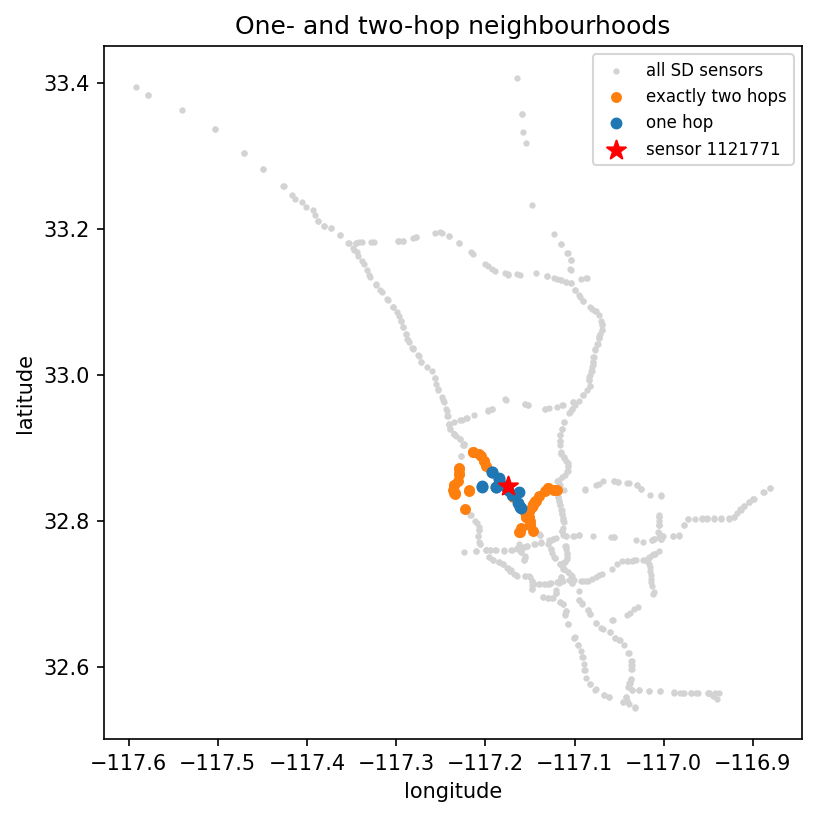 One- and two-hop neighbourhoods
all SD sensors
exactly two hops
one hop
sensor 1121771
33.4
33.2
33.0
32.8
32.6
latitude
−117.6 −117.5 −117.4 −117.3 −117.2 −117.1 −117.0 −116.9
longitude